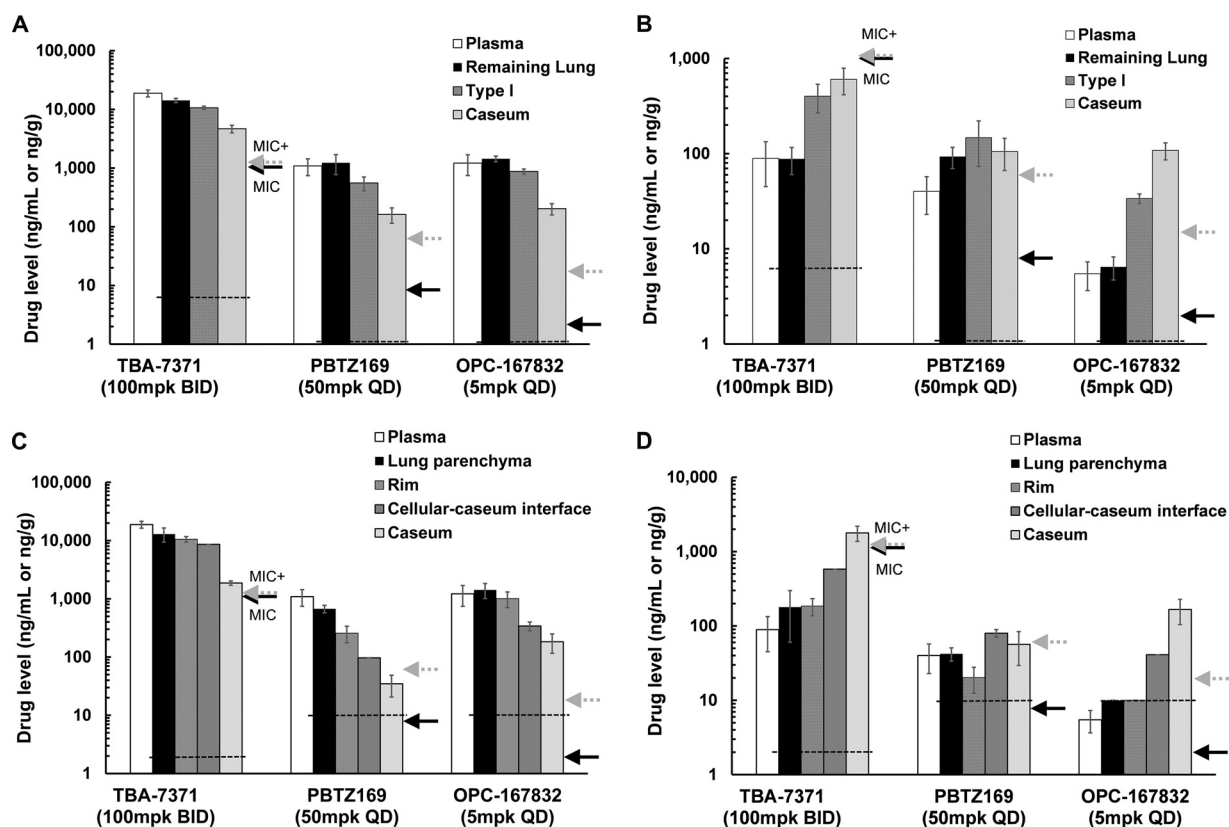 A
Drug level (ng/mL or ng/g)
100,000
10,000
1,000
100
10
1
Plasma
Remaining Lung
Type I
Caseum
MIC+
MIC
TBA-7371
(100mpk BID)
PBTZ169
(50mpk QD)
OPC-167832
(5mpk QD)
B
Drug level (ng/mL or ng/g)
1,000
100
10
1
Plasma
Remaining Lung
Type I
Caseum
MIC+
MIC
TBA-7371
(100mpk BID)
PBTZ169
(50mpk QD)
OPC-167832
(5mpk QD)
C
Drug level (ng/mL or ng/g)
100,000
10,000
1,000
100
10
1
Plasma
Lung parenchyma
Rim
Cellular-caseum interface
Caseum
MIC+
MIC
TBA-7371
(100mpk BID)
PBTZ169
(50mpk QD)
OPC-167832
(5mpk QD)
D
Drug level (ng/mL or ng/g)
10,000
1,000
100
10
1
Plasma
Lung parenchyma
Rim
Cellular-caseum interface
Caseum
MIC+
MIC
TBA-7371
(100mpk BID)
PBTZ169
(50mpk QD)
OPC-167832
(5mpk QD)